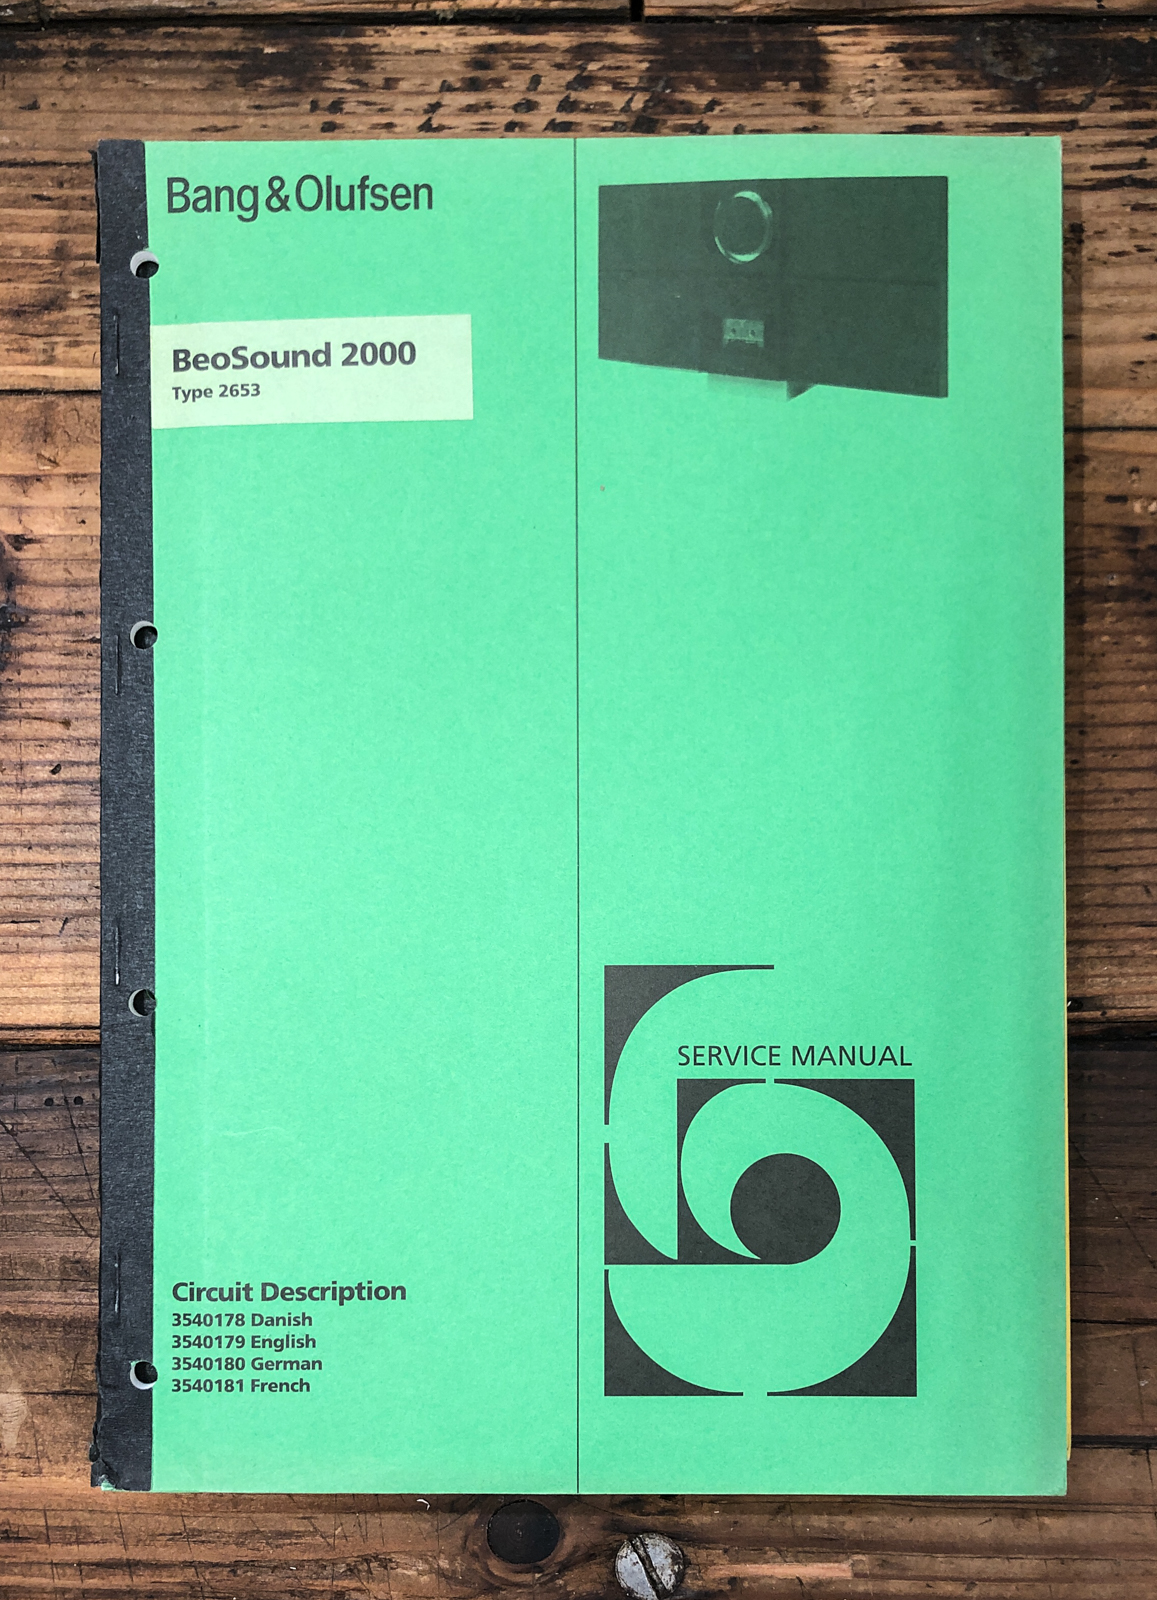 Bang & Olufsen
BeoSound 2000
Type 2653
SERVICE MANUAL
Circuit Description
3540178 Danish
3540179 English
3540180 German
3540181 French